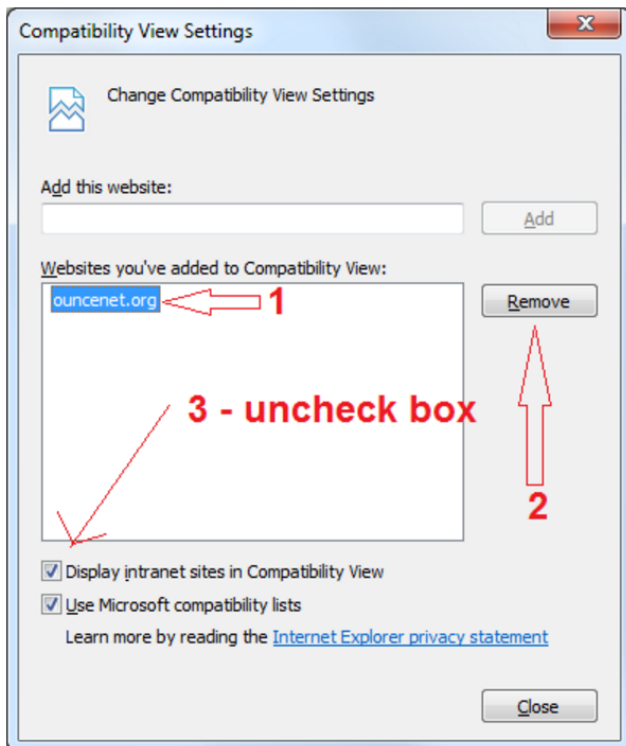 Compatibility View Settings
Change Compatibility View Settings
Add this website:
Add
Websites you've added to Compatibility View:
ouncenet.org
1
Remove
3 - uncheck box
2
Display intranet sites in Compatibility View
Use Microsoft compatibility lists
Learn more by reading the Internet Explorer privacy statement
Close